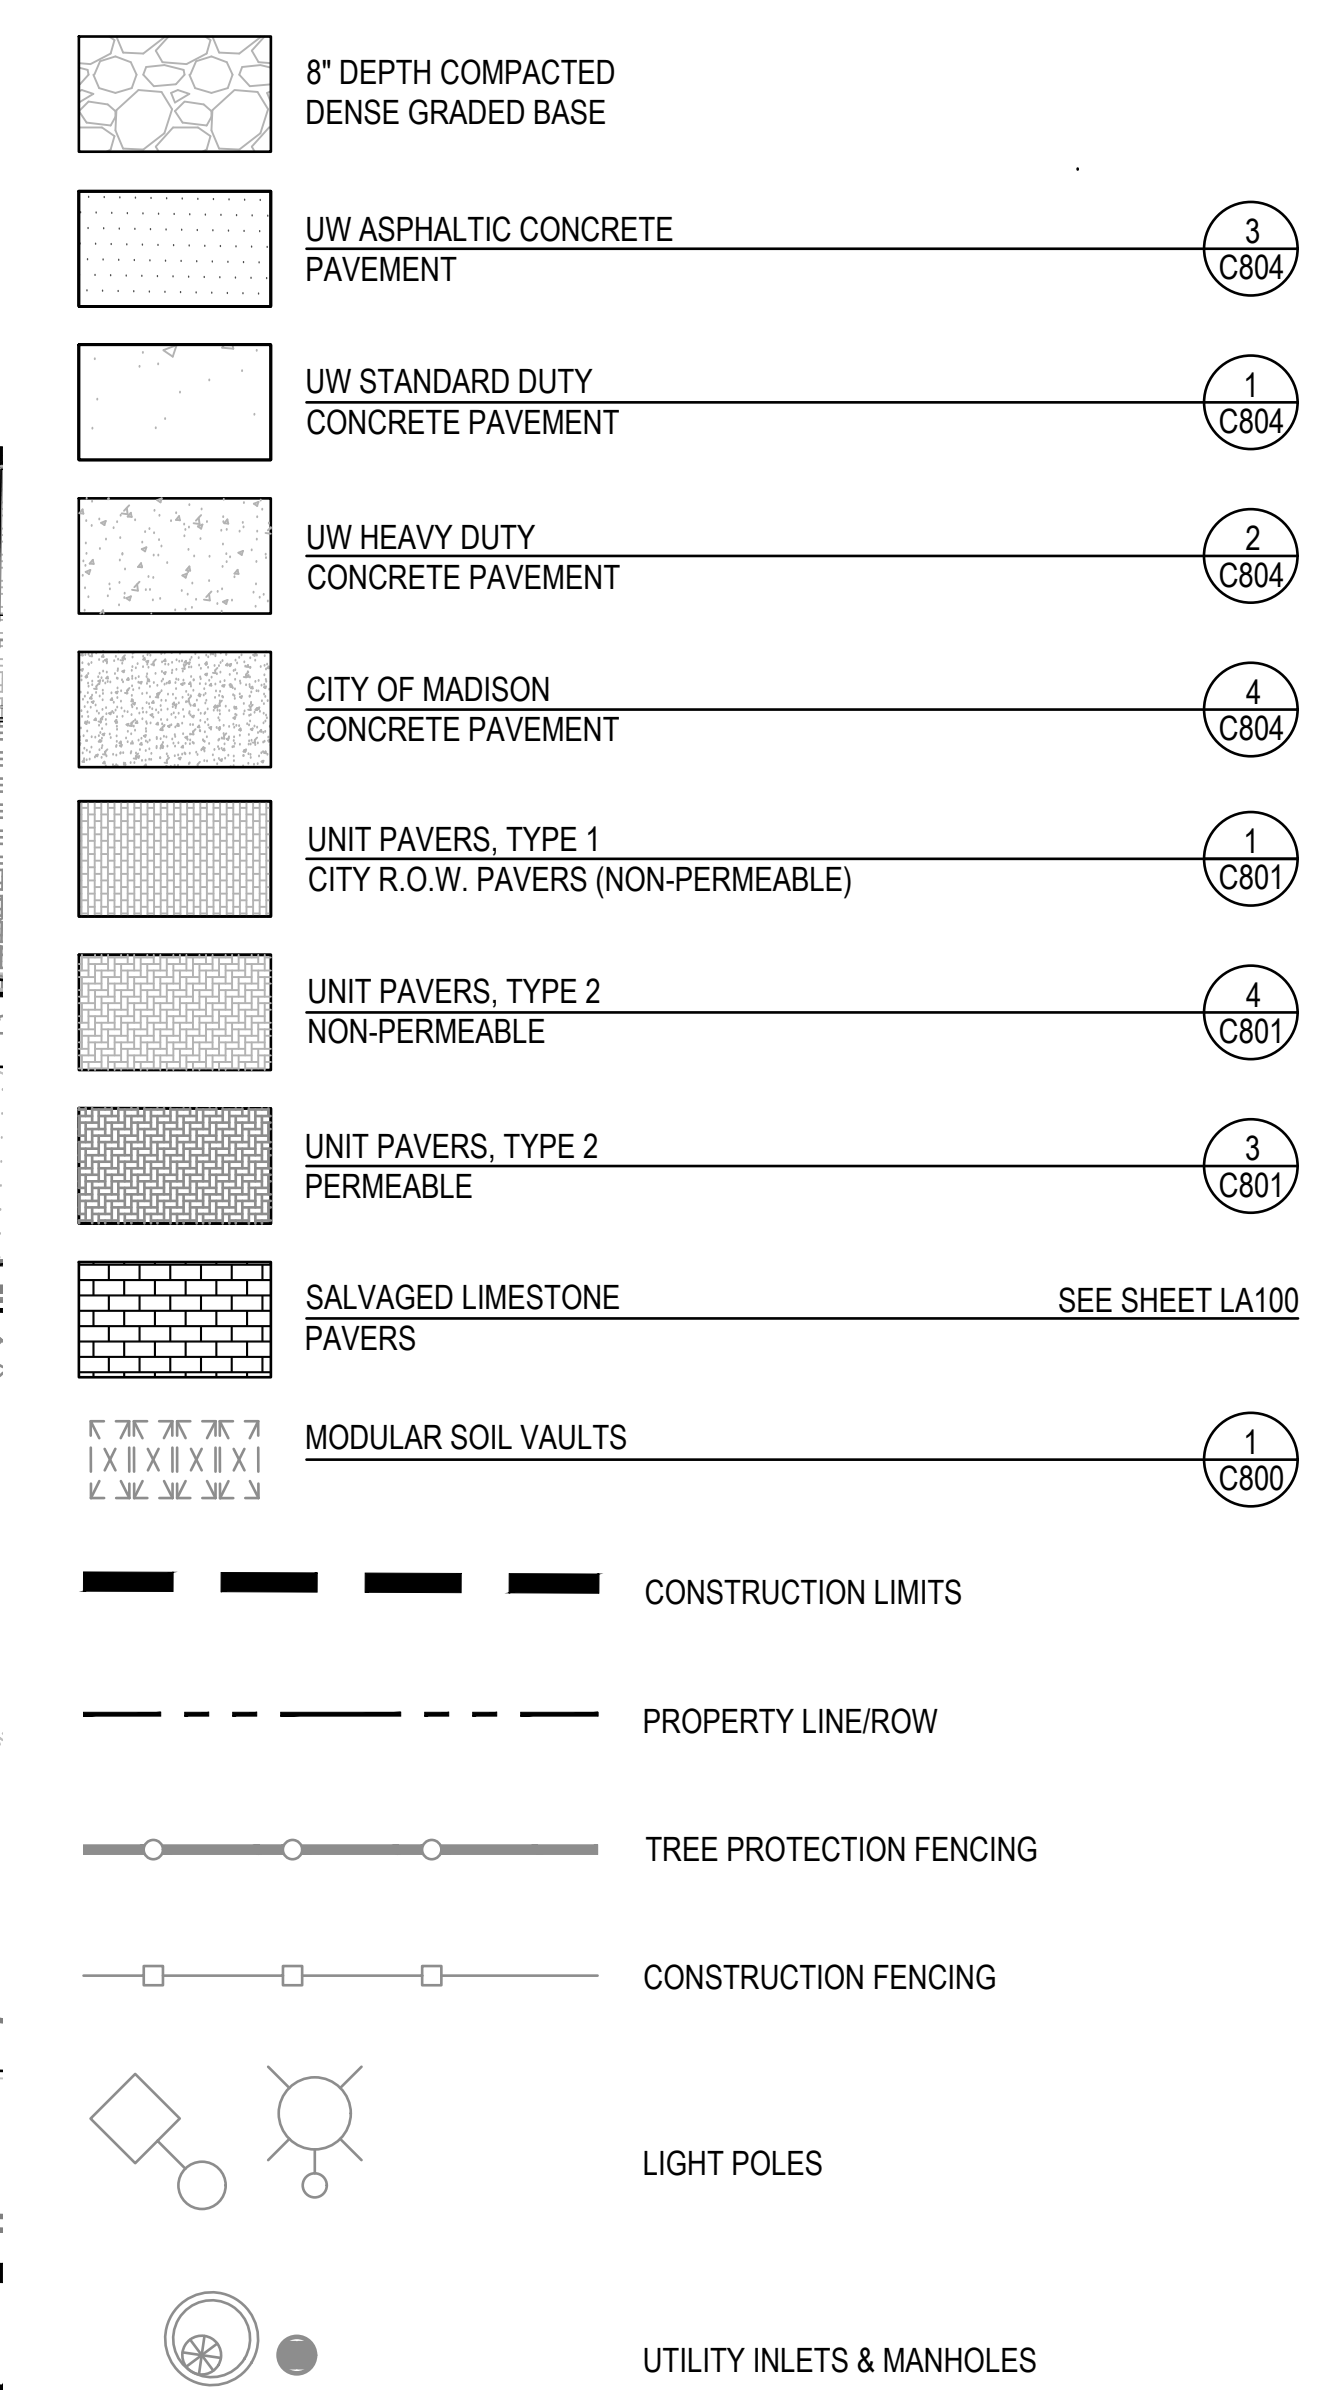 8" DEPTH COMPACTED
DENSE GRADED BASE
UW ASPHALTIC CONCRETE
PAVEMENT
3
C804
UW STANDARD DUTY
CONCRETE PAVEMENT
1
C804
UW HEAVY DUTY
CONCRETE PAVEMENT
2
C804
CITY OF MADISON
CONCRETE PAVEMENT
4
C804
UNIT PAVERS, TYPE 1
CITY R.O.W. PAVERS (NON-PERMEABLE)
1
C801
UNIT PAVERS, TYPE 2
NON-PERMEABLE
4
C801
UNIT PAVERS, TYPE 2
PERMEABLE
3
C801
SALVAGED LIMESTONE SEE SHEET LA100
PAVERS
MODULAR SOIL VAULTS
1
C800
CONSTRUCTION LIMITS
PROPERTY LINE/ROW
TREE PROTECTION FENCING
CONSTRUCTION FENCING
LIGHT POLES
UTILITY INLETS & MANHOLES